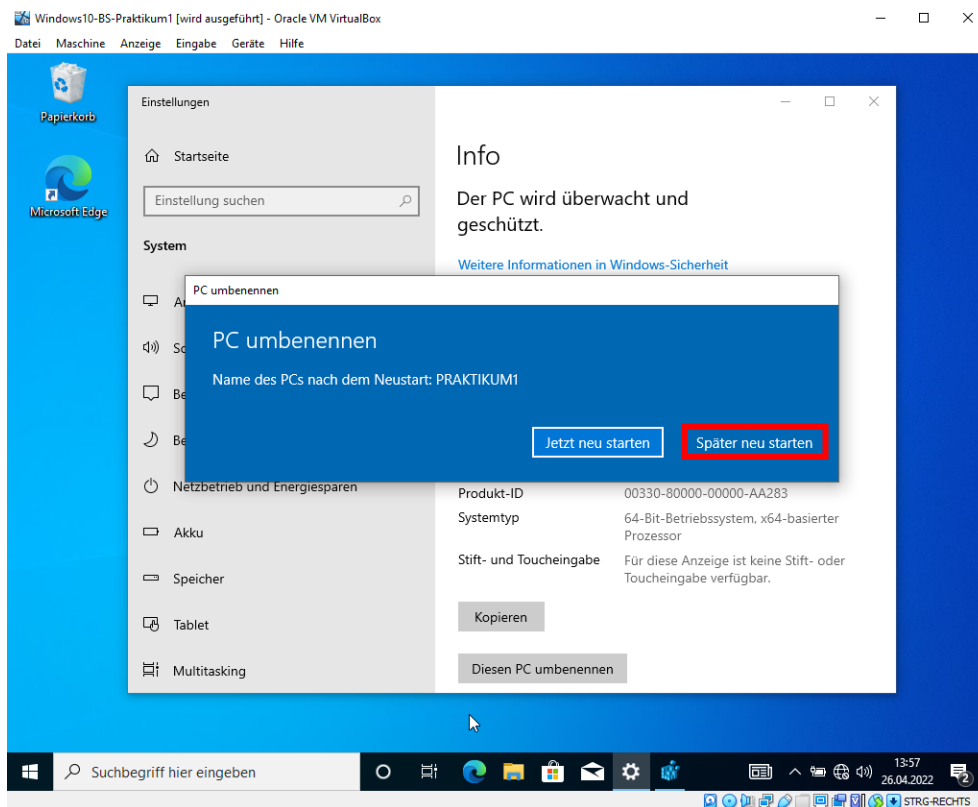 Windows10-BS-Praktikum1 [wird ausgeführt] - Oracle VM VirtualBox
Datei Maschine Anzeige Eingabe Geräte Hilfe
Papierkorb
Microsoft Edge
Einstellungen
Startseite
Einstellung suchen
System
Netzbetrieb und Energiesparen
Akku
Speicher
Tablet
Multitasking
Info
Der PC wird überwacht und
geschützt.
Weitere Informationen in Windows-Sicherheit
PC umbenennen
PC umbenennen
Name des PCs nach dem Neustart: PRAKTIKUM1
Jetzt neu starten
Später neu starten
Produkt-ID 00330-80000-00000-AA283
Systemtyp 64-Bit-Betriebssystem, x64-basierter
Prozessor
Stift- und Toucheingabe Für diese Anzeige ist keine Stift- oder
Toucheingabe verfügbar.
Kopieren
Diesen PC umbenennen
Suchbegriff hier eingeben
13:57
26.04.2022
2
STRG-RECHTS